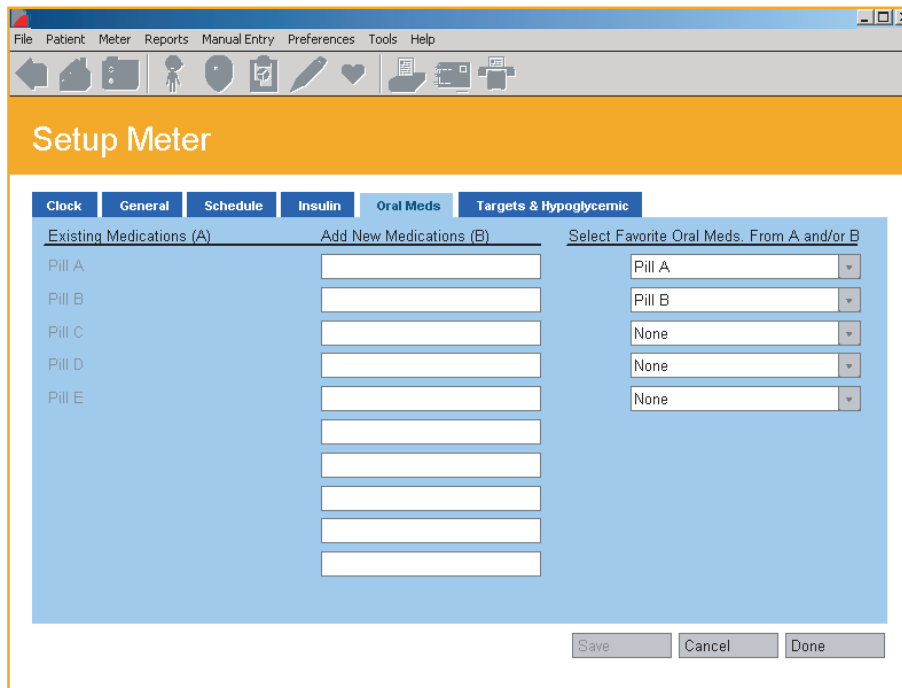 File Patient Meter Reports Manual Entry Preferences Tools Help
Setup Meter
Clock General Schedule Insulin Oral Meds Targets & Hypoglycemic
Existing Medications (A) Add New Medications (B) Select Favorite Oral Meds. From A and/or B
Pill A Pill A
Pill B Pill B
Pill C None
Pill D None
Pill E None
Save Cancel Done